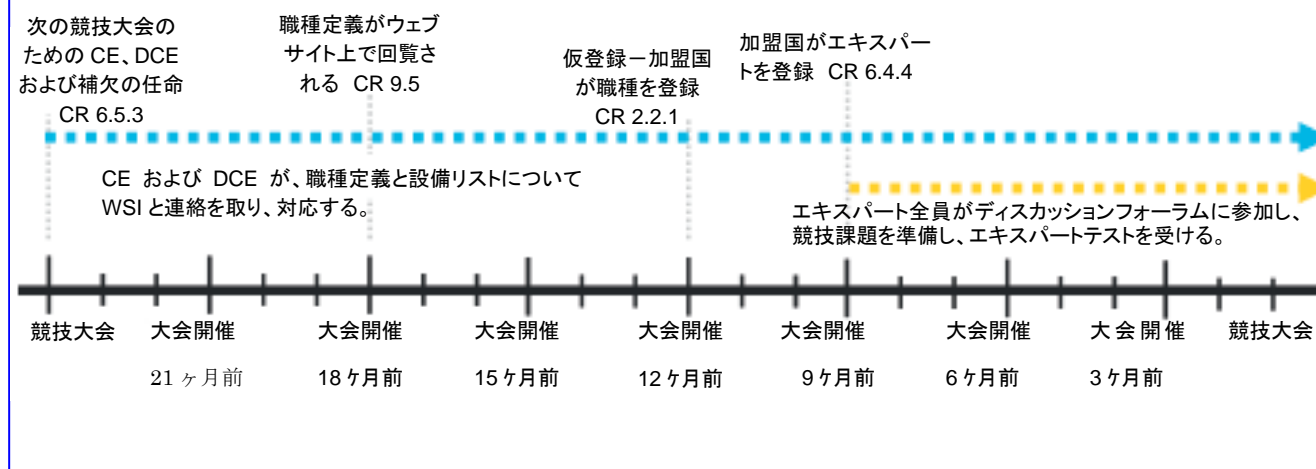 次の競技大会の
ための CE、DCE
および補欠の任命
CR 6.5.3
職種定義がウェブ
サイト上で回覧さ
れる CR 9.5
仮登録－加盟国
が職種を登録
CR 2.2.1
加盟国がエキスパー
トを登録 CR 6.4.4
CE および DCE が、職種定義と設備リストについて
WSI と連絡を取り、対応する。
エキスパート全員がディスカッションフォーラムに参加し、
競技課題を準備し、エキスパートテストを受ける。
競技大会 大会開催 大会開催 大会開催 大会開催 大会開催 大会開催 大会開催 競技大会
21 ヶ月前 18 ヶ月前 15 ヶ月前 12 ヶ月前 9 ヶ月前 6 ヶ月前 3 ヶ月前